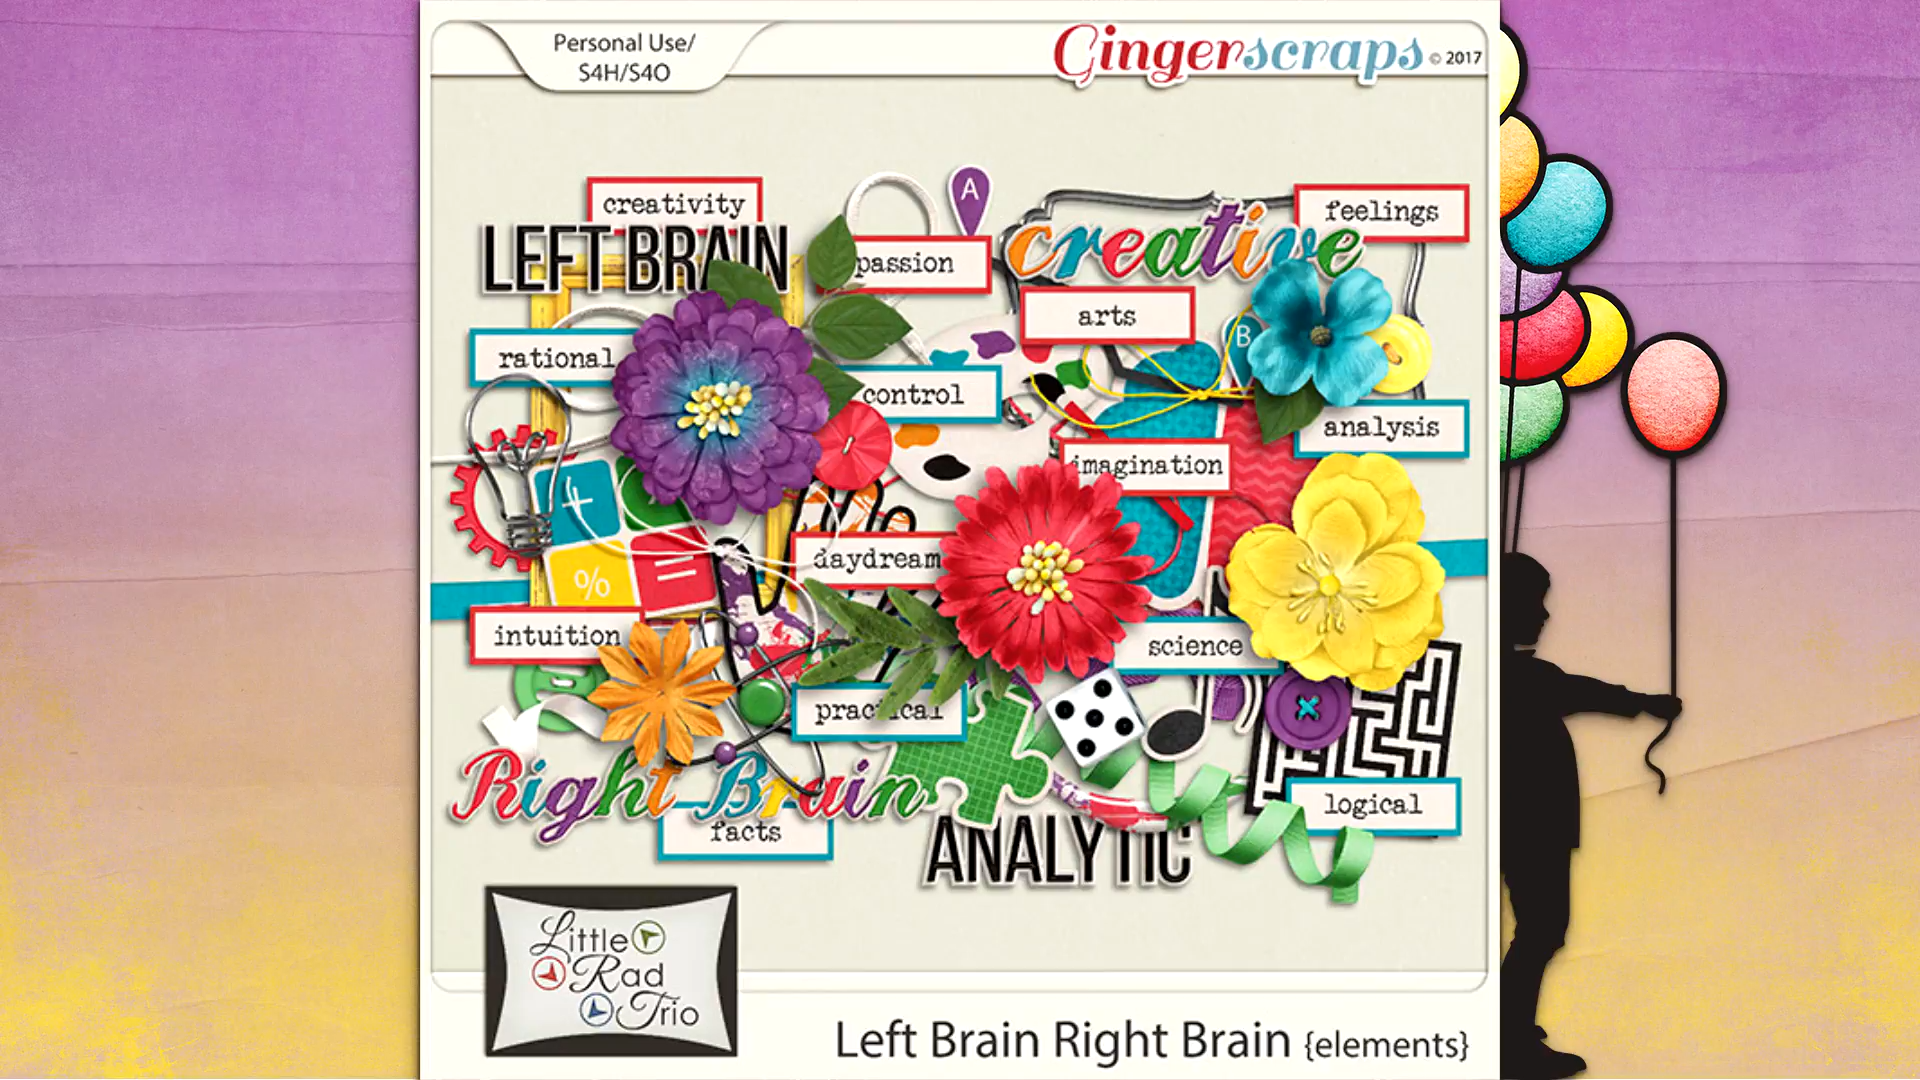 Personal Use/
S4H/S4O
Gingerscraps © 2017
creativity
LEFT BRAIN
A
passion
creative
feelings
arts
B
rational
control
analysis
imagination
+
% =
daydream
intuition
science
practical
Right Brain
facts
logical
ANALYTIC
Little
Rad
Trio
Left Brain Right Brain {elements}